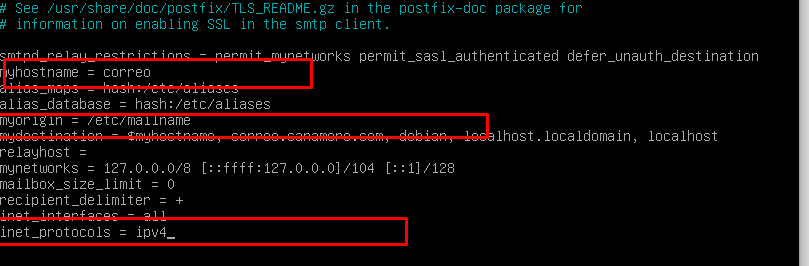 # See /usr/share/doc/postfix/TLS_README.gz in the postfix-doc package for
# information on enabling SSL in the smtp client.
smtpd_relay_restrictions = permit_mynetworks permit_sasl_authenticated defer_unauth_destination
myhostname = correo
alias_maps = hash:/etc/aliases
alias_database = hash:/etc/aliases
myorigin = /etc/mailname
mydestination = $myhostname, correo.canamero.com, debian, localhost.localdomain, localhost
relayhost =
mynetworks = 127.0.0.0/8 [::ffff:127.0.0.0]/104 [::1]/128
mailbox_size_limit = 0
recipient_delimiter = +
inet_interfaces = all
inet_protocols = ipv4_